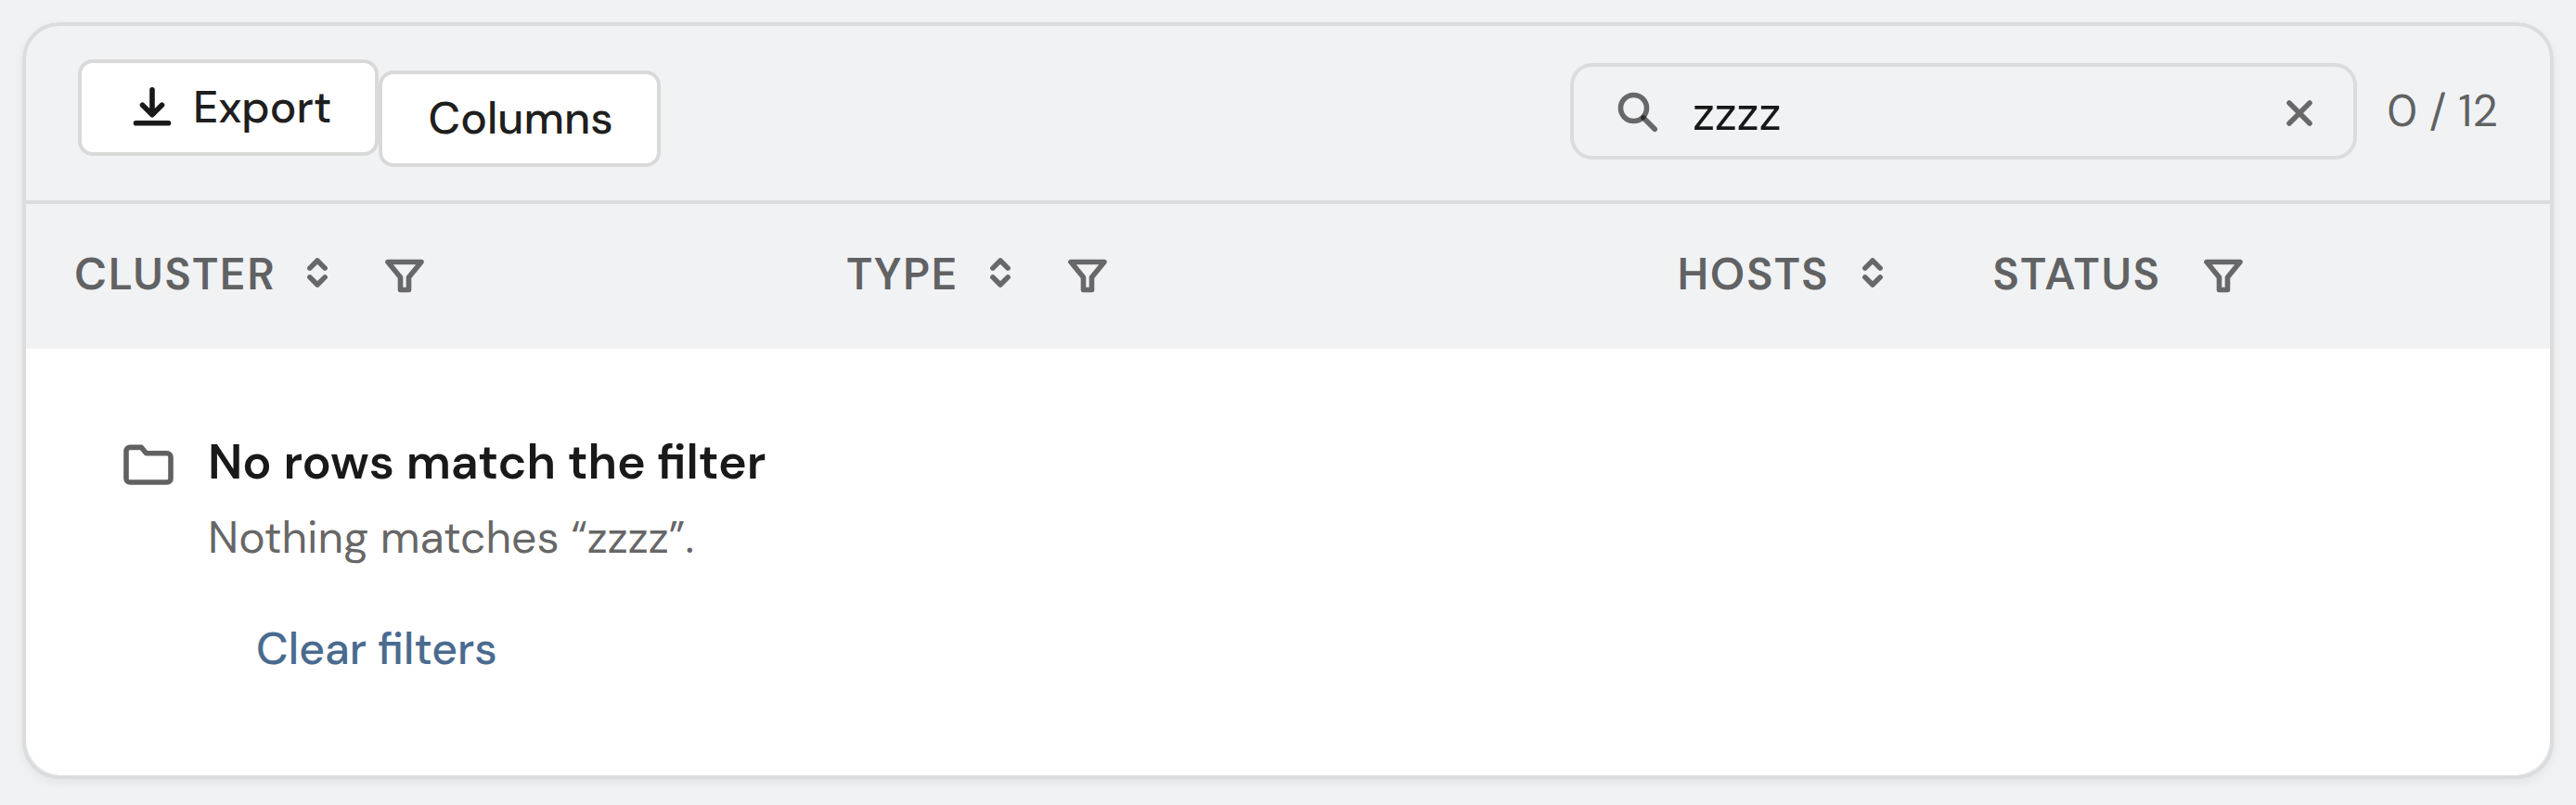 Export
Columns
zzzz
0 / 12
CLUSTER
TYPE
HOSTS
STATUS
No rows match the filter
Nothing matches “zzzz”.
Clear filters